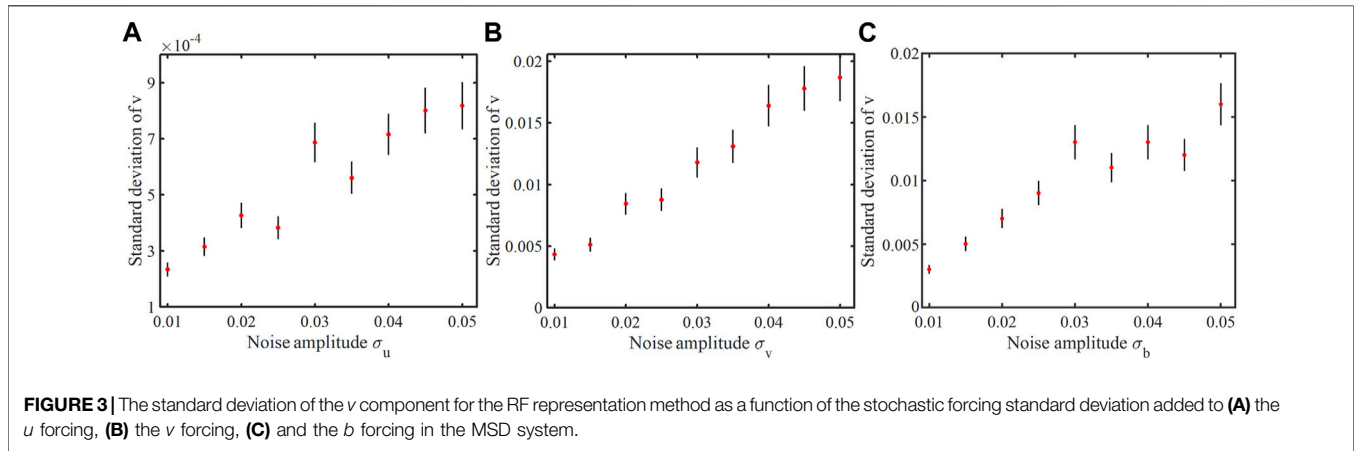 A
×10⁻⁴
Standard deviation of v
9
7
5
3
1
0.01 0.02 0.03 0.04 0.05
Noise amplitude σ_u
B
Standard deviation of v
0.02
0.015
0.01
0.005
0
0.01 0.02 0.03 0.04 0.05
Noise amplitude σ_v
C
Standard deviation of v
0.02
0.015
0.01
0.005
0
0.01 0.02 0.03 0.04 0.05
Noise amplitude σ_b
FIGURE 3 | The standard deviation of the v component for the RF representation method as a function of the stochastic forcing standard deviation added to (A) the
u forcing, (B) the v forcing, (C) and the b forcing in the MSD system.